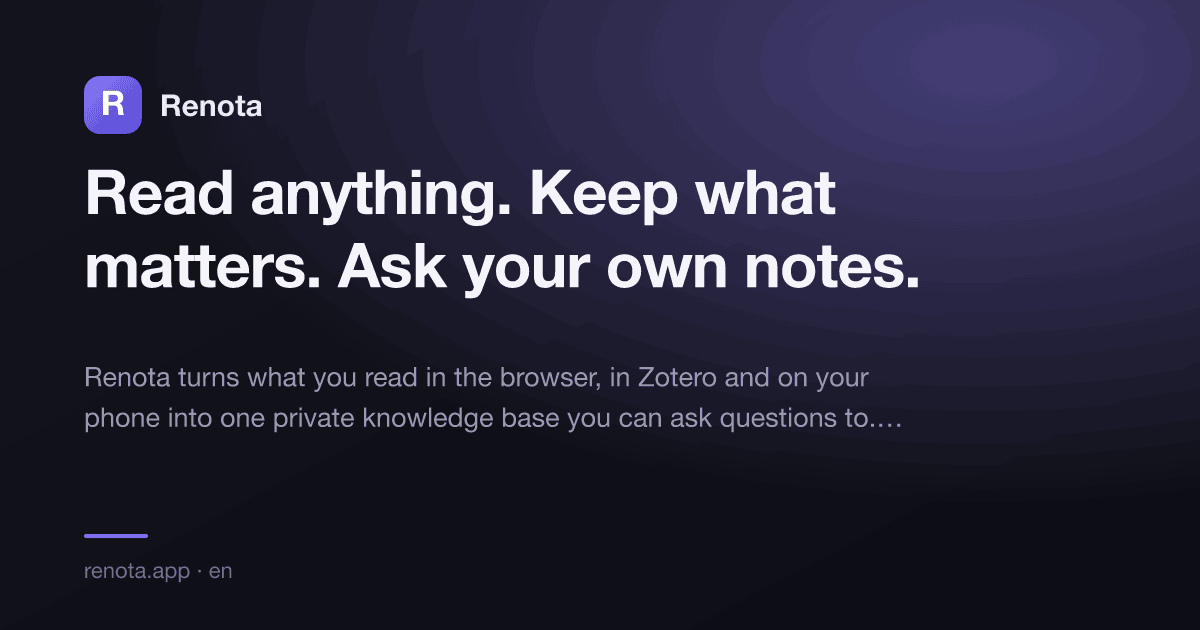 R
Renota
Read anything. Keep what
matters. Ask your own notes.
Renota turns what you read in the browser, in Zotero and on your
phone into one private knowledge base you can ask questions to.…
renota.app · en